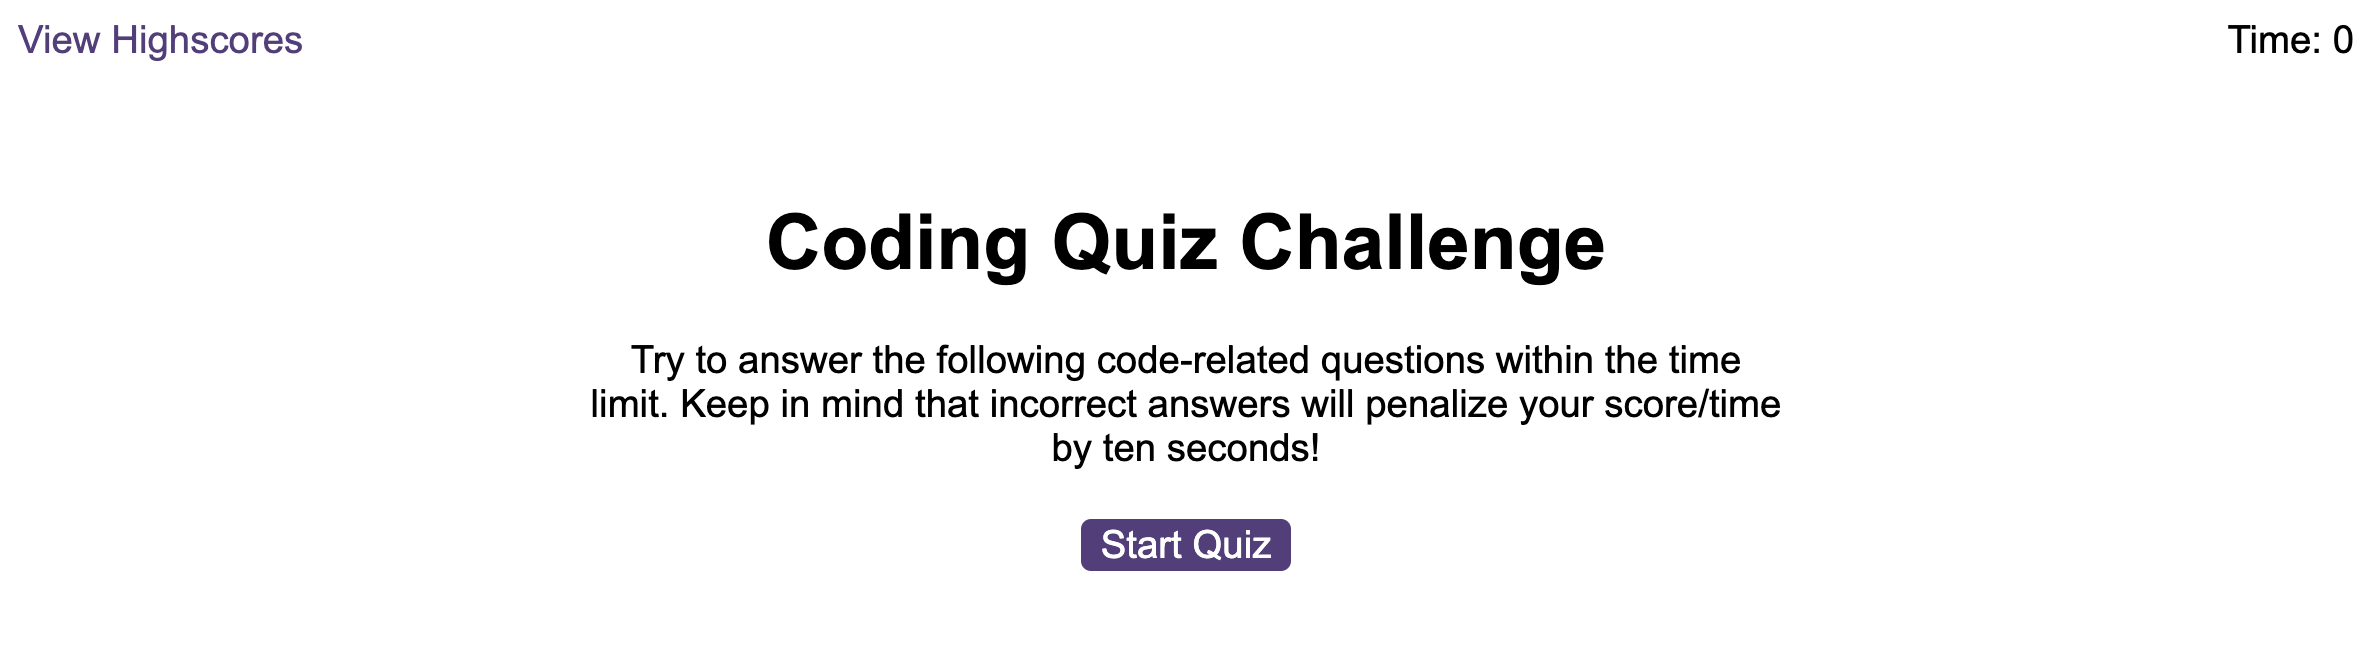 View Highscores
Time: 0
Coding Quiz Challenge
Try to answer the following code-related questions within the time
limit. Keep in mind that incorrect answers will penalize your score/time
by ten seconds!
Start Quiz